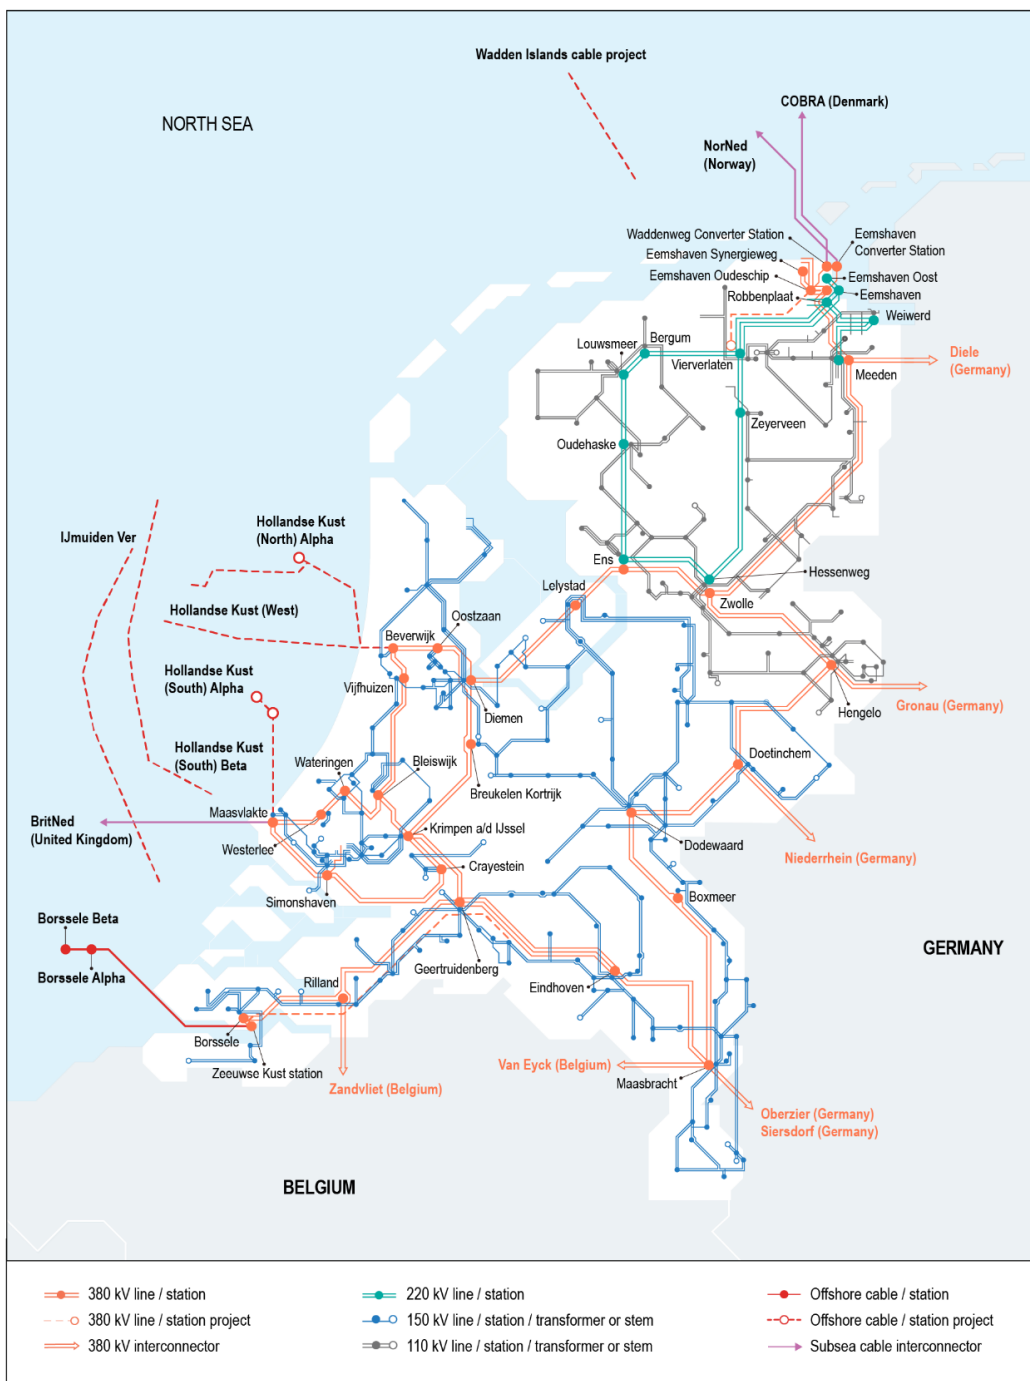 Wadden Islands cable project
COBRA (Denmark)
NORTH SEA
NorNed
(Norway)
Waddenweg Converter Station
Eemshaven
Converter Station
Eemshaven Synergieweg
Eemshaven Oudeschip
Eemshaven Oost
Robbenplaat
Eemshaven
Weiwerd
Bergum
Louwsmeer
Vierverlaten
Diele
(Germany)
Meeden
Zeyerveen
Oudehaske
IJmuiden Ver
Hollandse Kust
(North) Alpha
Ens
Hessenweg
Lelystad
Zwolle
Hollandse Kust (West)
Oostzaan
Beverwijk
Hollandse Kust
(South) Alpha
Vijfhuizen
Diemen
Hengelo
Gronau (Germany)
Hollandse Kust
(South) Beta
Wateringen
Bleiswijk
Doetinchem
Breukelen Kortrijk
Maasvlakte
BritNed
(United Kingdom)
Westerlee
Krimpen a/d IJssel
Dodewaard
Niederrhein (Germany)
Crayestein
Simonshaven
Boxmeer
Borssele Beta
Borssele Alpha
GERMANY
Geertruidenberg
Rilland
Eindhoven
Borssele
Zeeuwse Kust station
Zandvliet (Belgium)
Van Eyck (Belgium)
Maasbracht
Oberzier (Germany)
Siersdorf (Germany)
BELGIUM
380 kV line / station
220 kV line / station
Offshore cable / station
380 kV line / station project
150 kV line / station / transformer or stem
Offshore cable / station project
380 kV interconnector
110 kV line / station / transformer or stem
Subsea cable interconnector